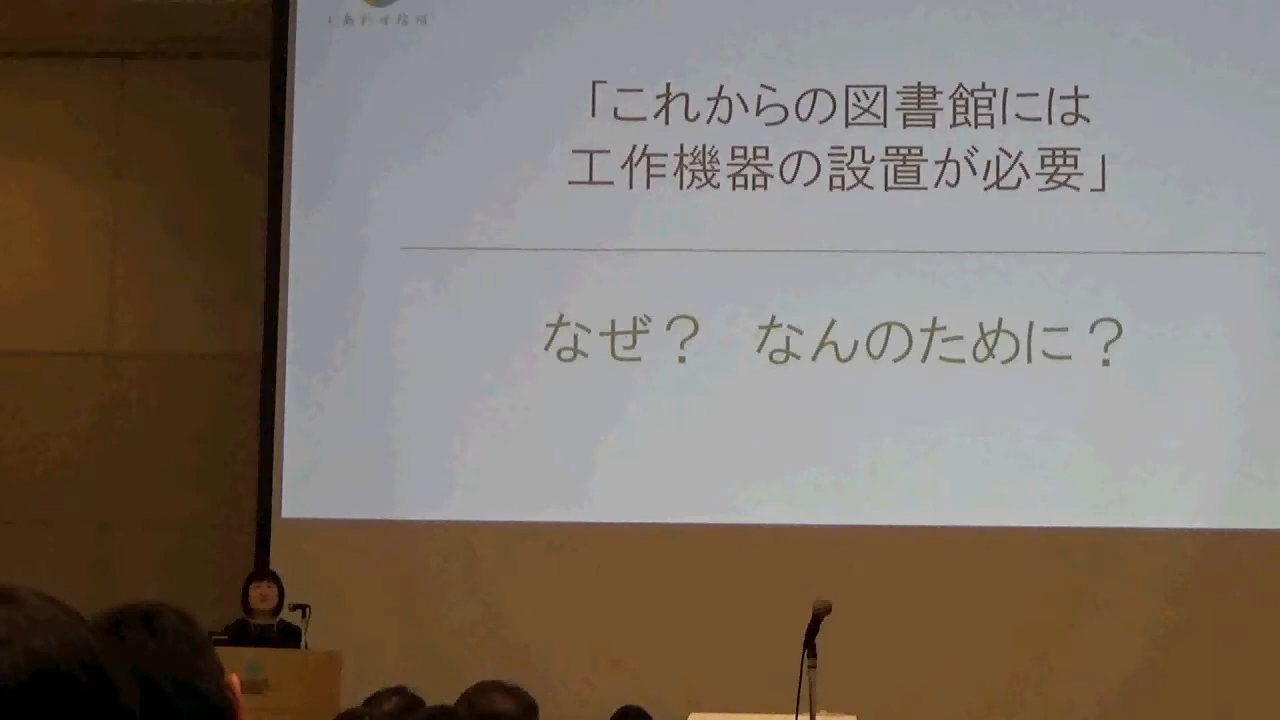 「これからの図書館には
工作機器の設置が必要」
なぜ？　なんのために？